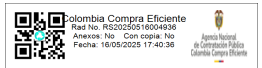 Colombia Compra Eficiente
Rad No. RS20250516004936
Anexos: No Con copia: No
Fecha: 16/05/2025 17:40:36
Agencia Nacional
de Contratación Pública
Colombia Compra Eficiente